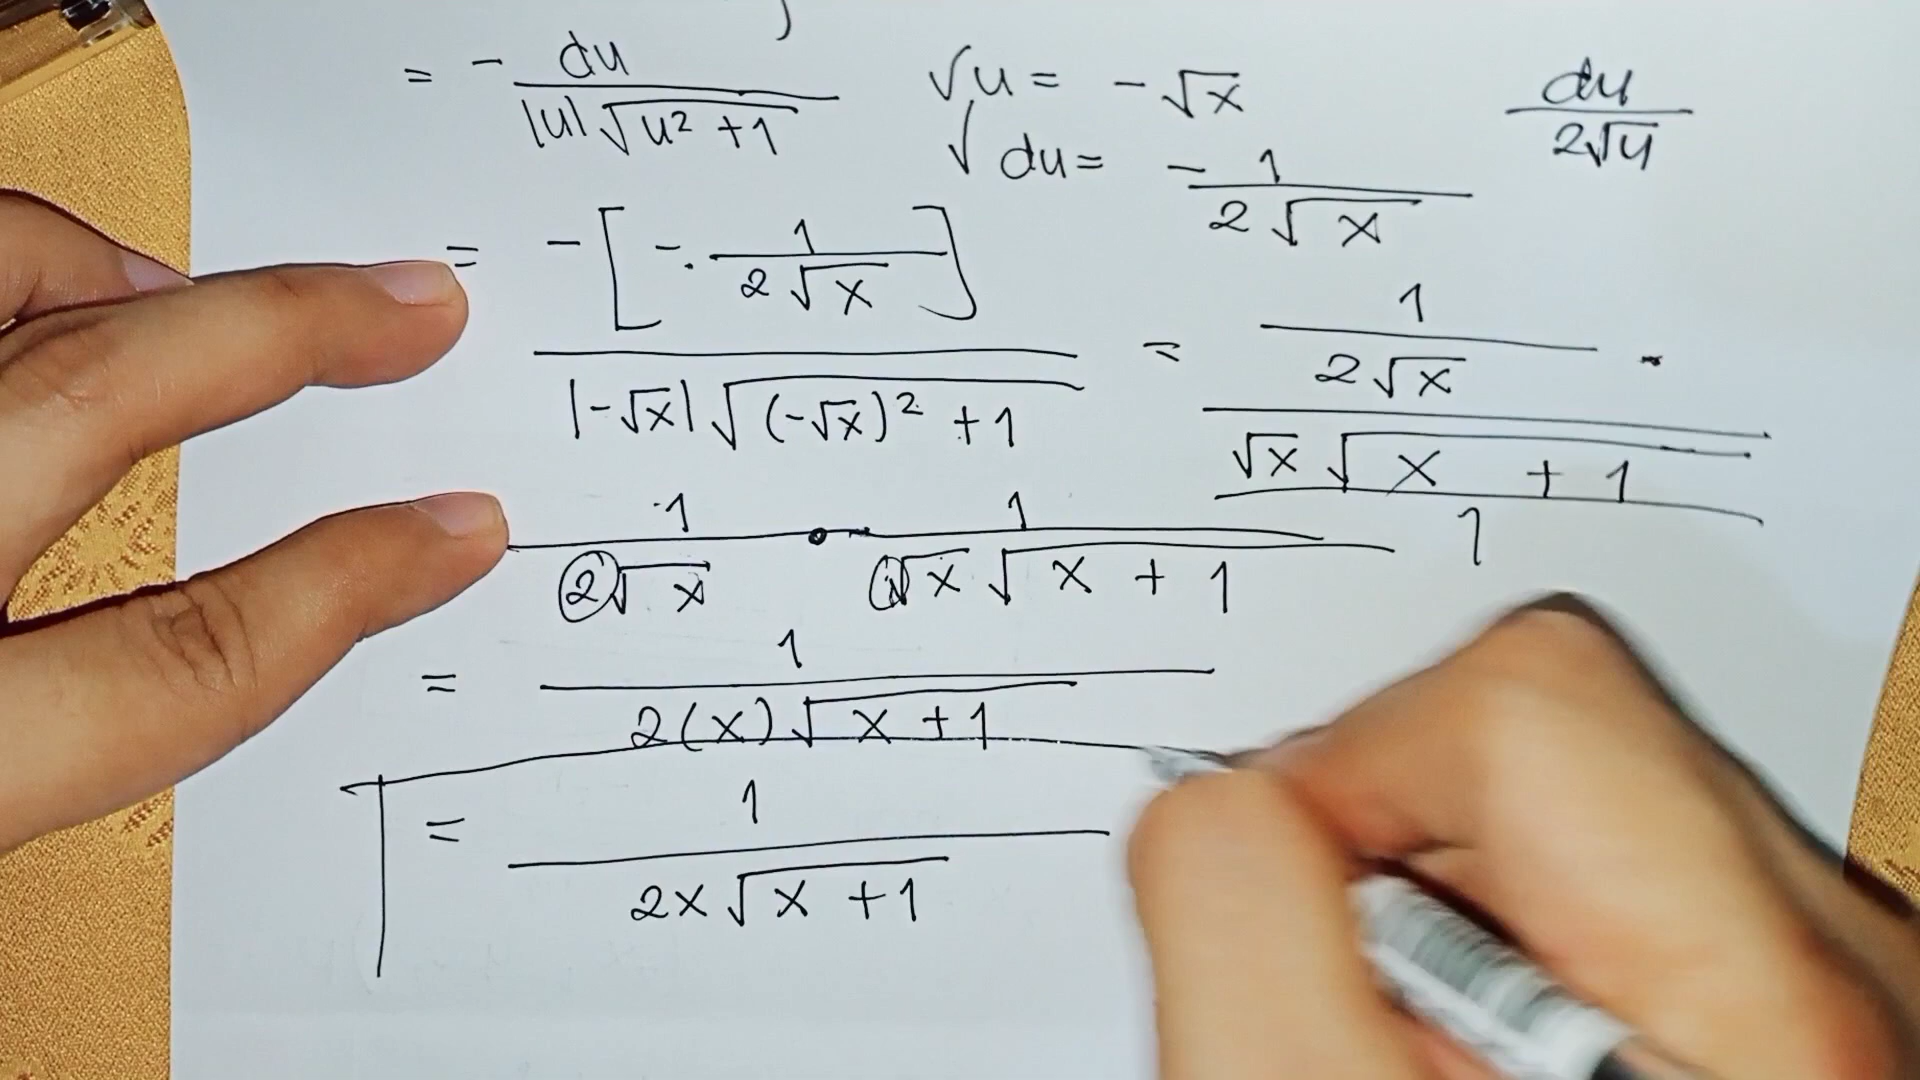 = - du / |u|√(u² + 1)    √u = -√x    du / 2√u
√ du = - 1 / 2√x
= -[-. 1 / 2√x] / |-√x|√((-√x)² + 1) = 1 / 2√x · / √x√(x + 1) / 1
1 / 2√x · 1 / √x√(x + 1)
= 1 / 2(x)√(x + 1)
= 1 / 2x√(x + 1)